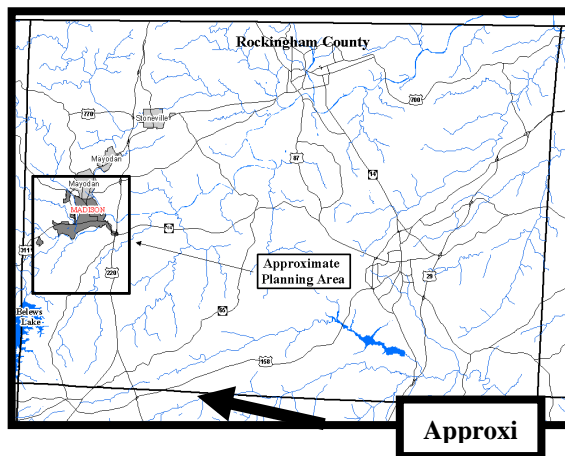 Rockingham County
700
770
Stoneville
Mayodan
87
14
Mayodan
MADISON
311
220
Approximate
Planning Area
29
Belews
Lake
65
158
Approxi